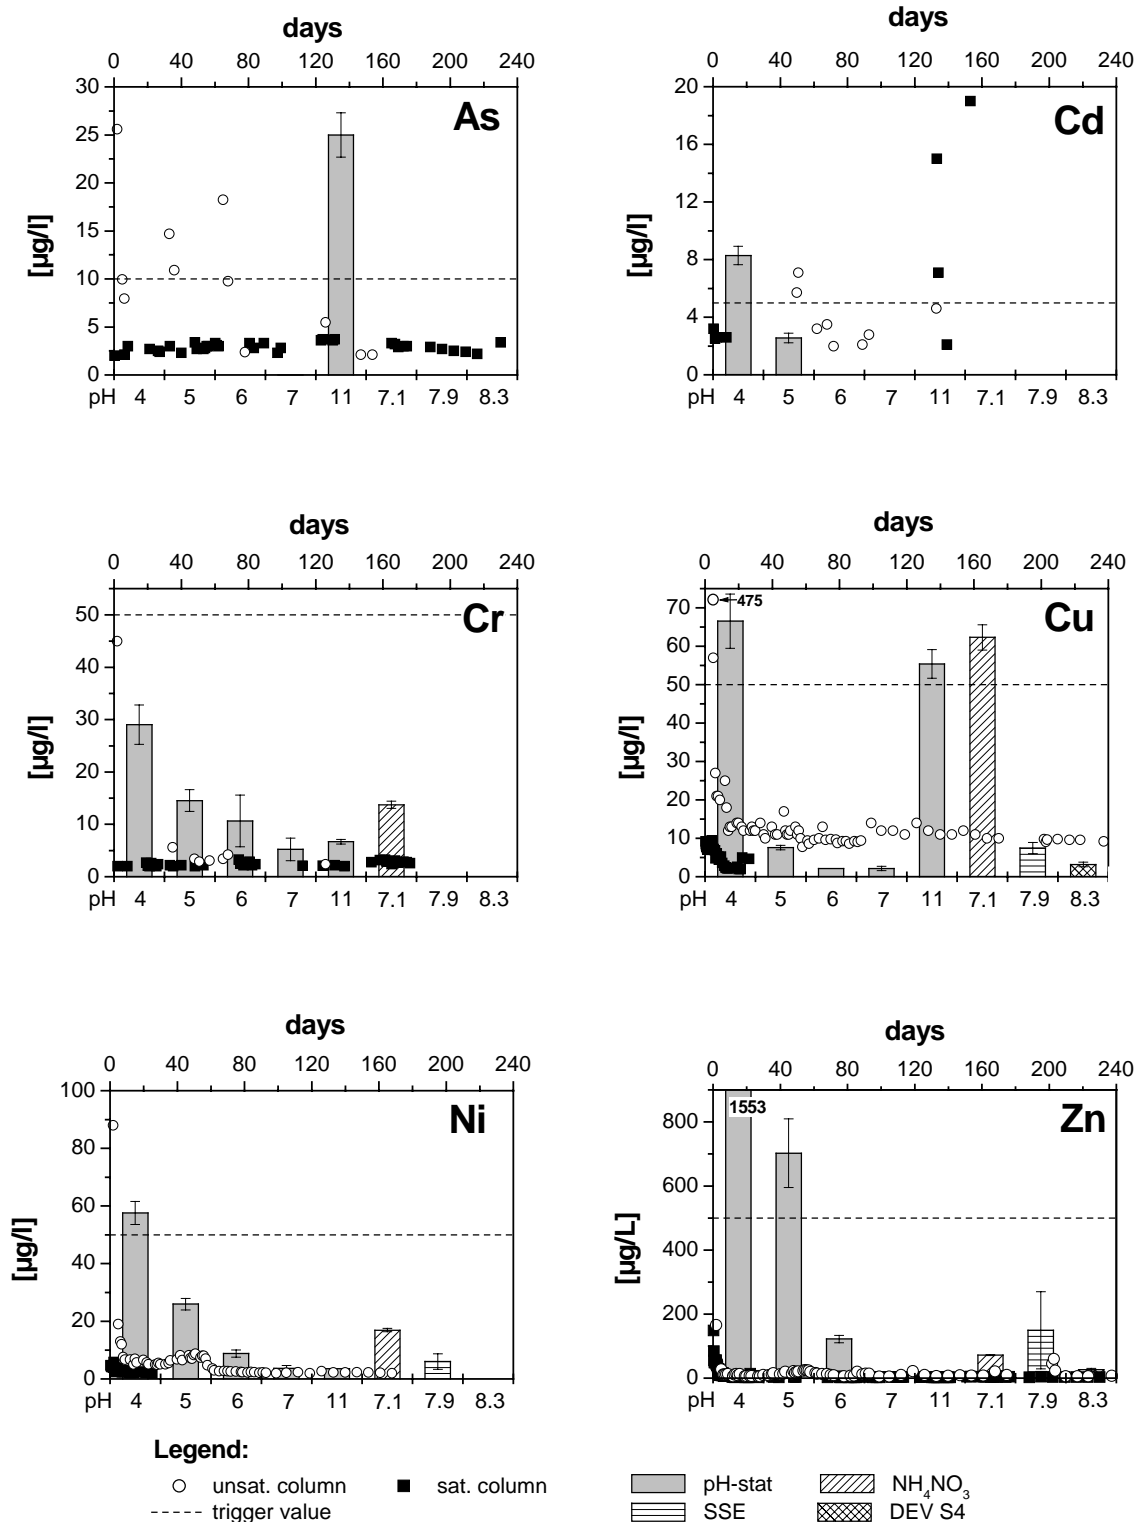 days
0 40 80 120 160 200 240
30
25
20
15
10
5
0
[µg/l]
As
pH 4 5 6 7 11 7.1 7.9 8.3
days
0 40 80 120 160 200 240
20
16
12
8
4
0
[µg/l]
Cd
pH 4 5 6 7 11 7.1 7.9 8.3
days
0 40 80 120 160 200 240
50
40
30
20
10
0
[µg/l]
Cr
pH 4 5 6 7 11 7.1 7.9 8.3
days
0 40 80 120 160 200 240
70
60
50
40
30
20
10
0
[µg/l]
475
Cu
pH 4 5 6 7 11 7.1 7.9 8.3
days
0 40 80 120 160 200 240
100
80
60
40
20
0
[µg/l]
Ni
pH 4 5 6 7 11 7.1 7.9 8.3
days
0 40 80 120 160 200 240
800
600
400
200
0
[µg/L]
1553
Zn
pH 4 5 6 7 11 7.1 7.9 8.3
Legend:
unsat. column sat. column pH-stat NH₄NO₃
trigger value SSE DEV S4